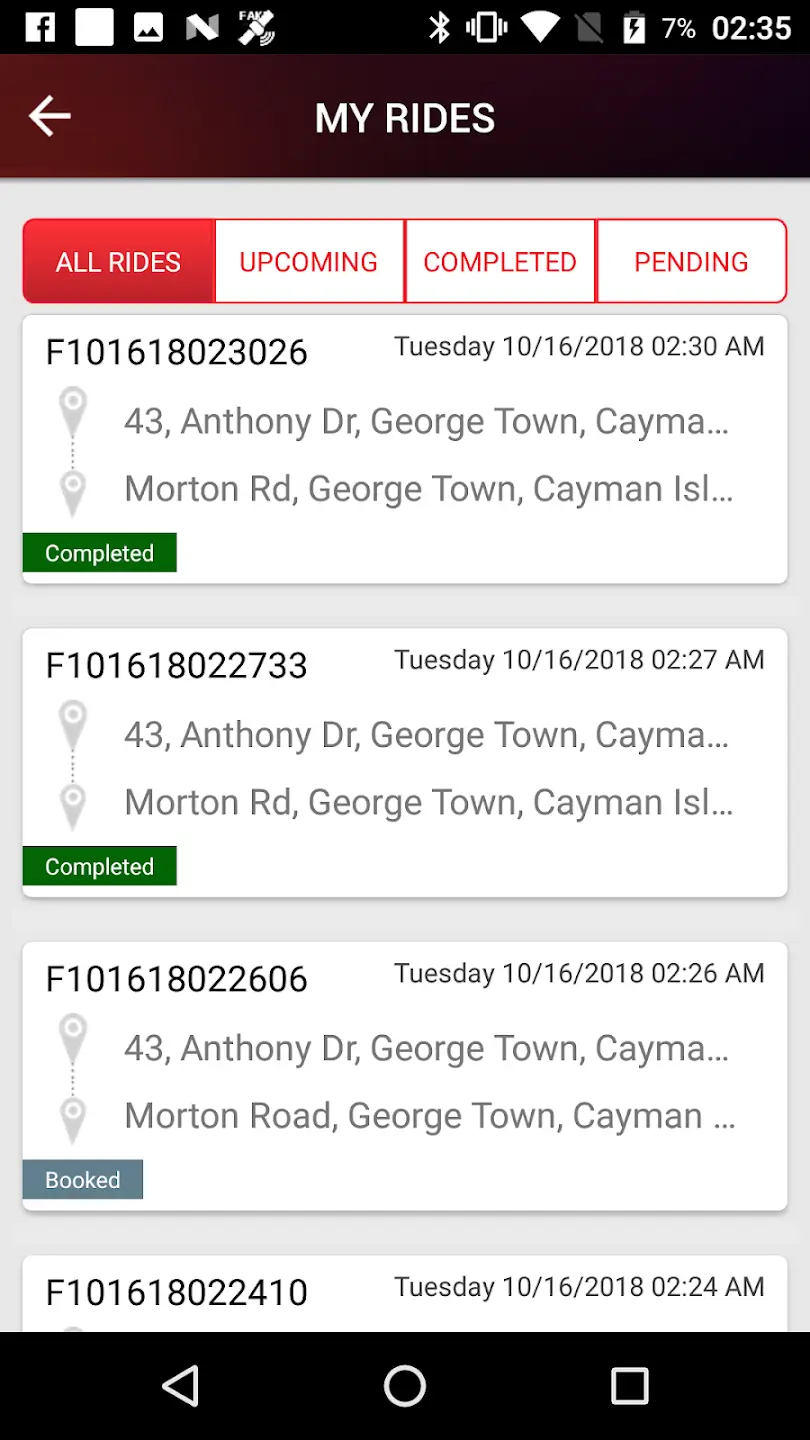 FAKE
7% 02:35
MY RIDES
ALL RIDES UPCOMING COMPLETED PENDING
F101618023026 Tuesday 10/16/2018 02:30 AM
43, Anthony Dr, George Town, Cayma...
Morton Rd, George Town, Cayman Isl...
Completed
F101618022733 Tuesday 10/16/2018 02:27 AM
43, Anthony Dr, George Town, Cayma...
Morton Rd, George Town, Cayman Isl...
Completed
F101618022606 Tuesday 10/16/2018 02:26 AM
43, Anthony Dr, George Town, Cayma...
Morton Road, George Town, Cayman ...
Booked
F101618022410 Tuesday 10/16/2018 02:24 AM